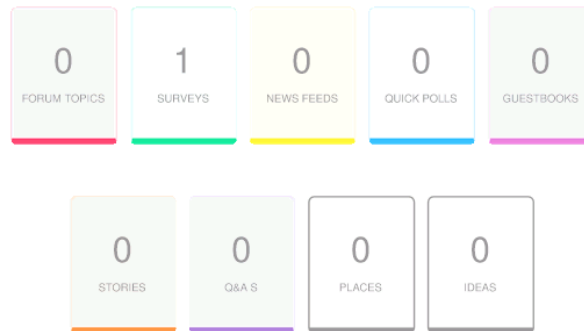 0 1 0 0 0
FORUM TOPICS SURVEYS NEWS FEEDS QUICK POLLS GUESTBOOKS
0 0 0 0
STORIES Q&A S PLACES IDEAS